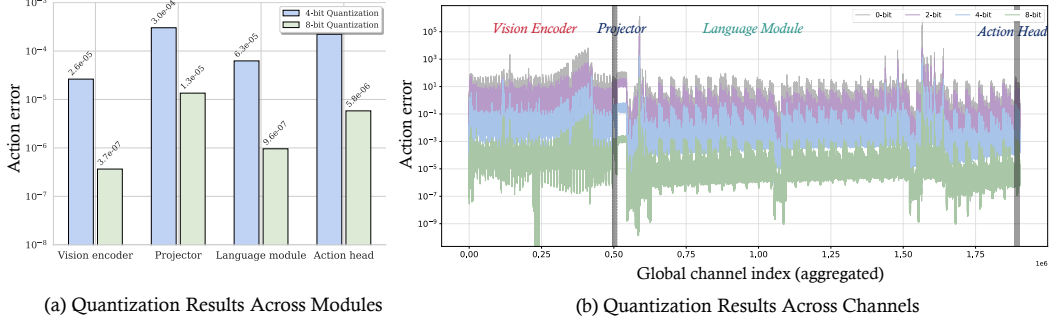 4-bit Quantization
8-bit Quantization
Action error
10⁻³
10⁻⁴
10⁻⁵
10⁻⁶
10⁻⁷
10⁻⁸
2.6e-05
3.7e-07
3.0e-04
1.3e-05
6.3e-05
9.6e-07
5.8e-06
Vision encoder
Projector
Language module
Action head
(a) Quantization Results Across Modules
0-bit
2-bit
4-bit
8-bit
Vision Encoder
Projector
Language Module
Action Head
Action error
10⁵
10³
10¹
10⁻¹
10⁻³
10⁻⁵
10⁻⁷
10⁻⁹
0.00
0.25
0.50
0.75
1.00
1.25
1.50
1.75
1e6
Global channel index (aggregated)
(b) Quantization Results Across Channels